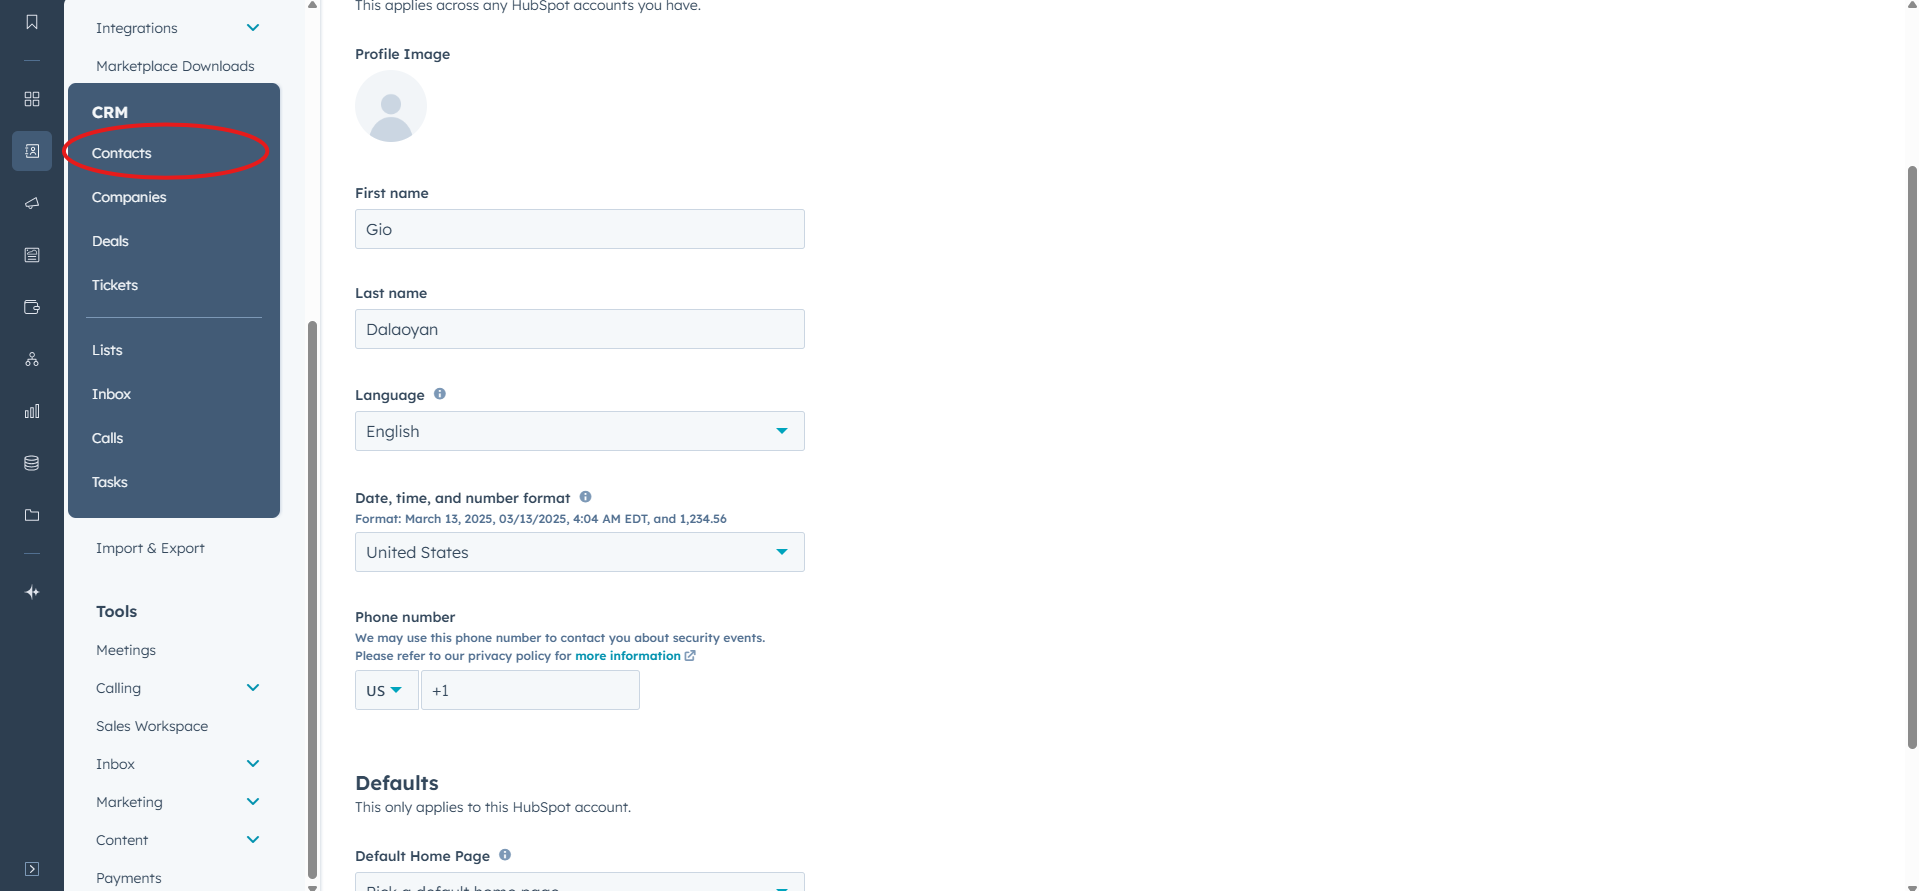 Integrations
Marketplace Downloads
CRM
Contacts
Companies
Deals
Tickets
Lists
Inbox
Calls
Tasks
Import & Export
Tools
Meetings
Calling
Sales Workspace
Inbox
Marketing
Content
Payments
This applies across any HubSpot accounts you have.
Profile Image
First name
Gio
Last name
Dalaoyan
Language
English
Date, time, and number format
Format: March 13, 2025, 03/13/2025, 4:04 AM EDT, and 1,234.56
United States
Phone number
We may use this phone number to contact you about security events.
Please refer to our privacy policy for more information
US +1
Defaults
This only applies to this HubSpot account.
Default Home Page
Pick a default home page